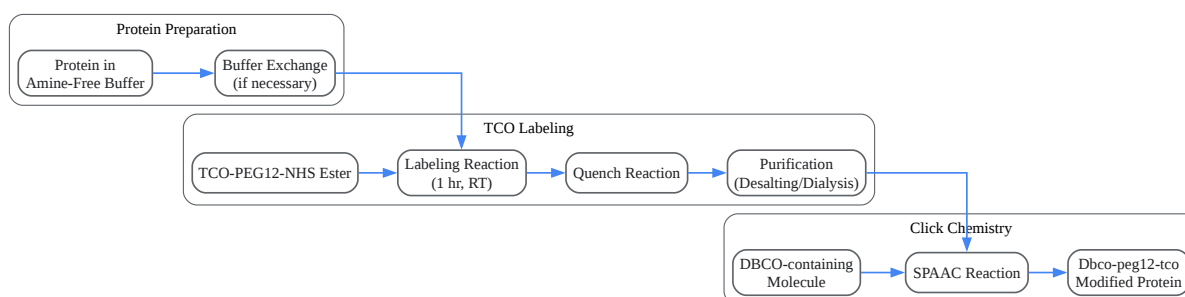 Protein Preparation
Protein in
Amine-Free Buffer
Buffer Exchange
(if necessary)
TCO Labeling
TCO-PEG12-NHS Ester
Labeling Reaction
(1 hr, RT)
Quench Reaction
Purification
(Desalting/Dialysis)
Click Chemistry
DBCO-containing
Molecule
SPAAC Reaction
Dbco-peg12-tco
Modified Protein